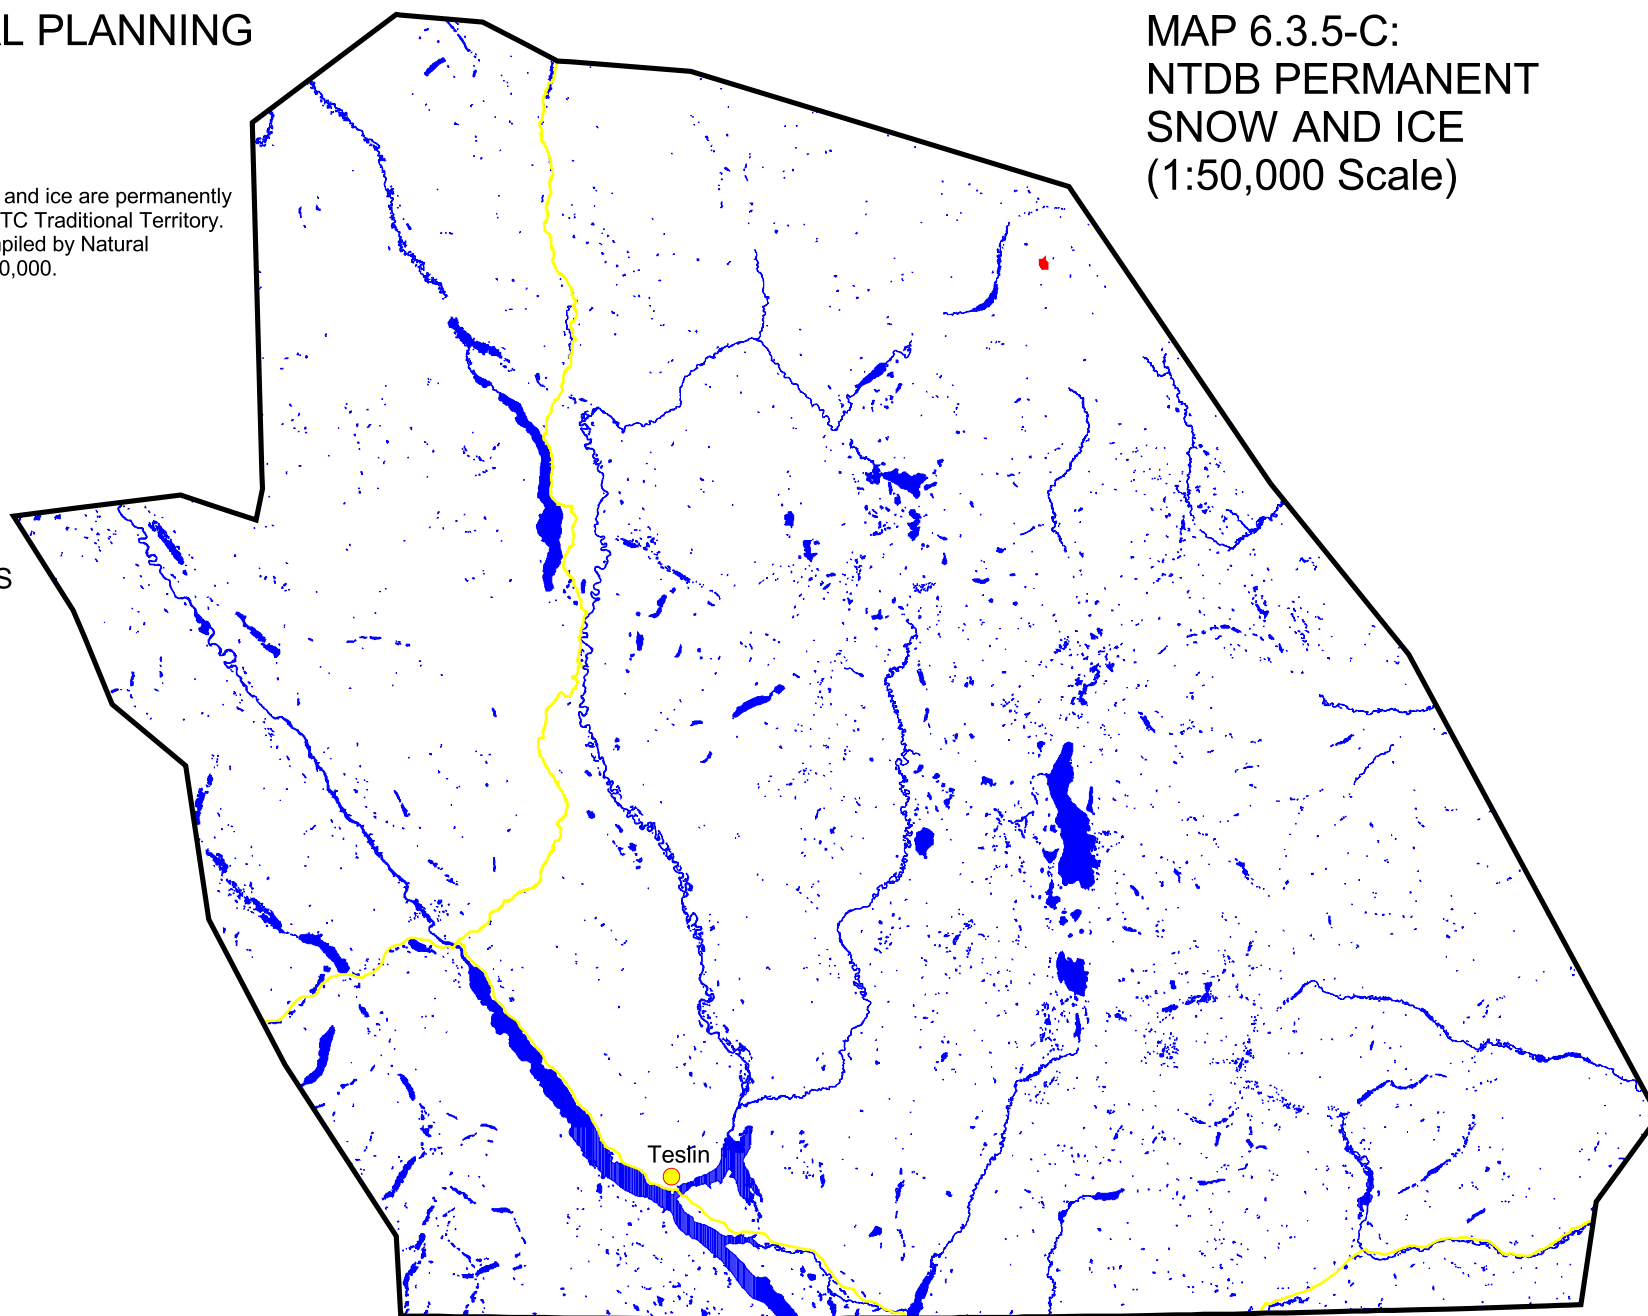 L PLANNING
MAP 6.3.5-C:
NTDB PERMANENT
SNOW AND ICE
(1:50,000 Scale)
and ice are permanently
TC Traditional Territory.
piled by Natural
0,000.
S
Teslin